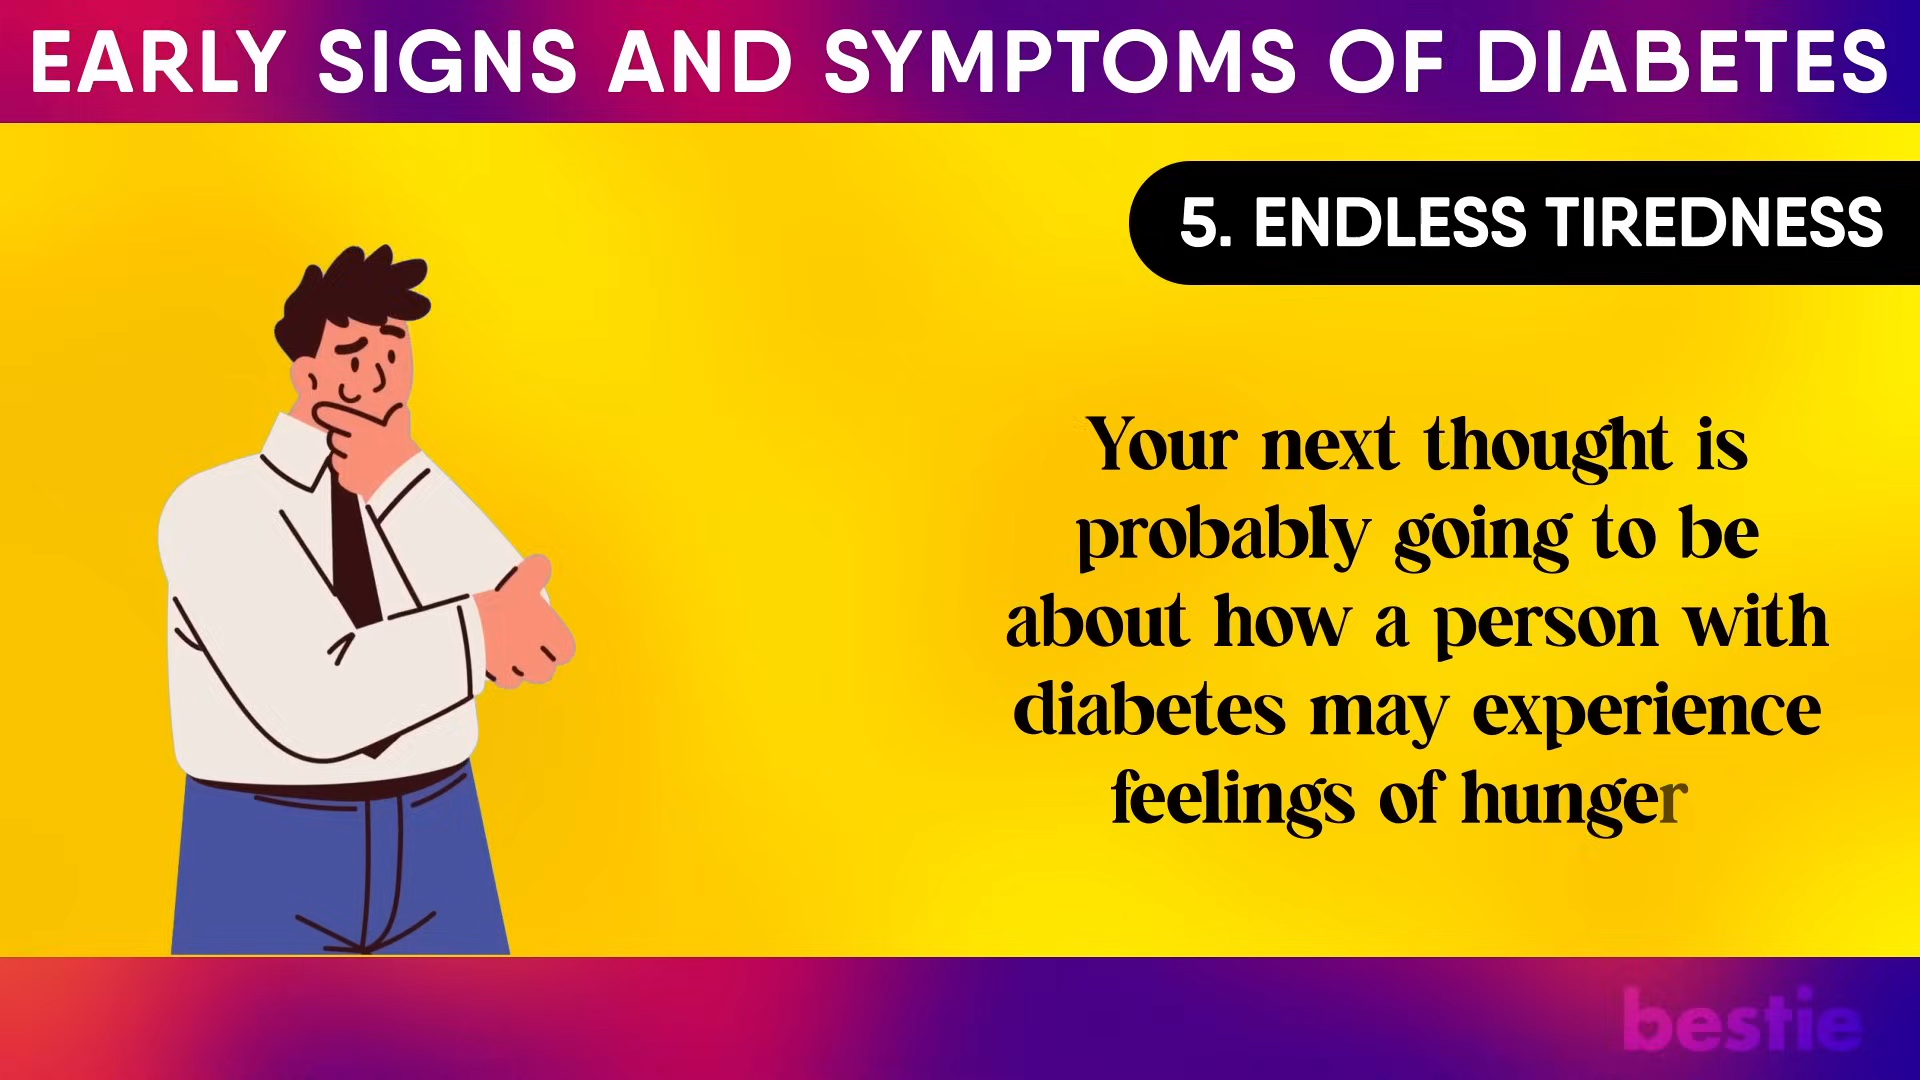 EARLY SIGNS AND SYMPTOMS OF DIABETES
5. ENDLESS TIREDNESS
Your next thought is
probably going to be
about how a person with
diabetes may experience
feelings of hunger
bestie